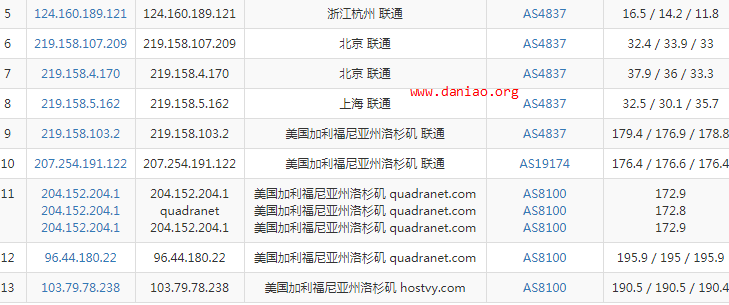 5 124.160.189.121 124.160.189.121 浙江杭州 联通 AS4837 16.5 / 14.2 / 11.8
6 219.158.107.209 219.158.107.209 北京 联通 AS4837 32.4 / 33.9 / 33
7 219.158.4.170 219.158.4.170 北京 联通 AS4837 37.9 / 36 / 33.3
www.daniao.org
8 219.158.5.162 219.158.5.162 上海 联通 AS4837 32.5 / 30.1 / 35.7
9 219.158.103.2 219.158.103.2 美国加利福尼亚州洛杉矶 联通 AS4837 179.4 / 176.9 / 178.8
10 207.254.191.122 207.254.191.122 美国加利福尼亚州洛杉矶 联通 AS19174 176.4 / 176.6 / 176.4
11 204.152.204.1 204.152.204.1 美国加利福尼亚州洛杉矶 quadranet.com AS8100 172.9
204.152.204.1 quadranet 美国加利福尼亚州洛杉矶 quadranet.com AS8100 172.8
204.152.204.1 204.152.204.1 美国加利福尼亚州洛杉矶 quadranet.com AS8100 172.9
12 96.44.180.22 96.44.180.22 美国加利福尼亚州洛杉矶 quadranet.com AS8100 195.9 / 195 / 195.9
13 103.79.78.238 103.79.78.238 美国加利福尼亚州洛杉矶 hostvy.com AS8100 190.5 / 190.5 / 190.4